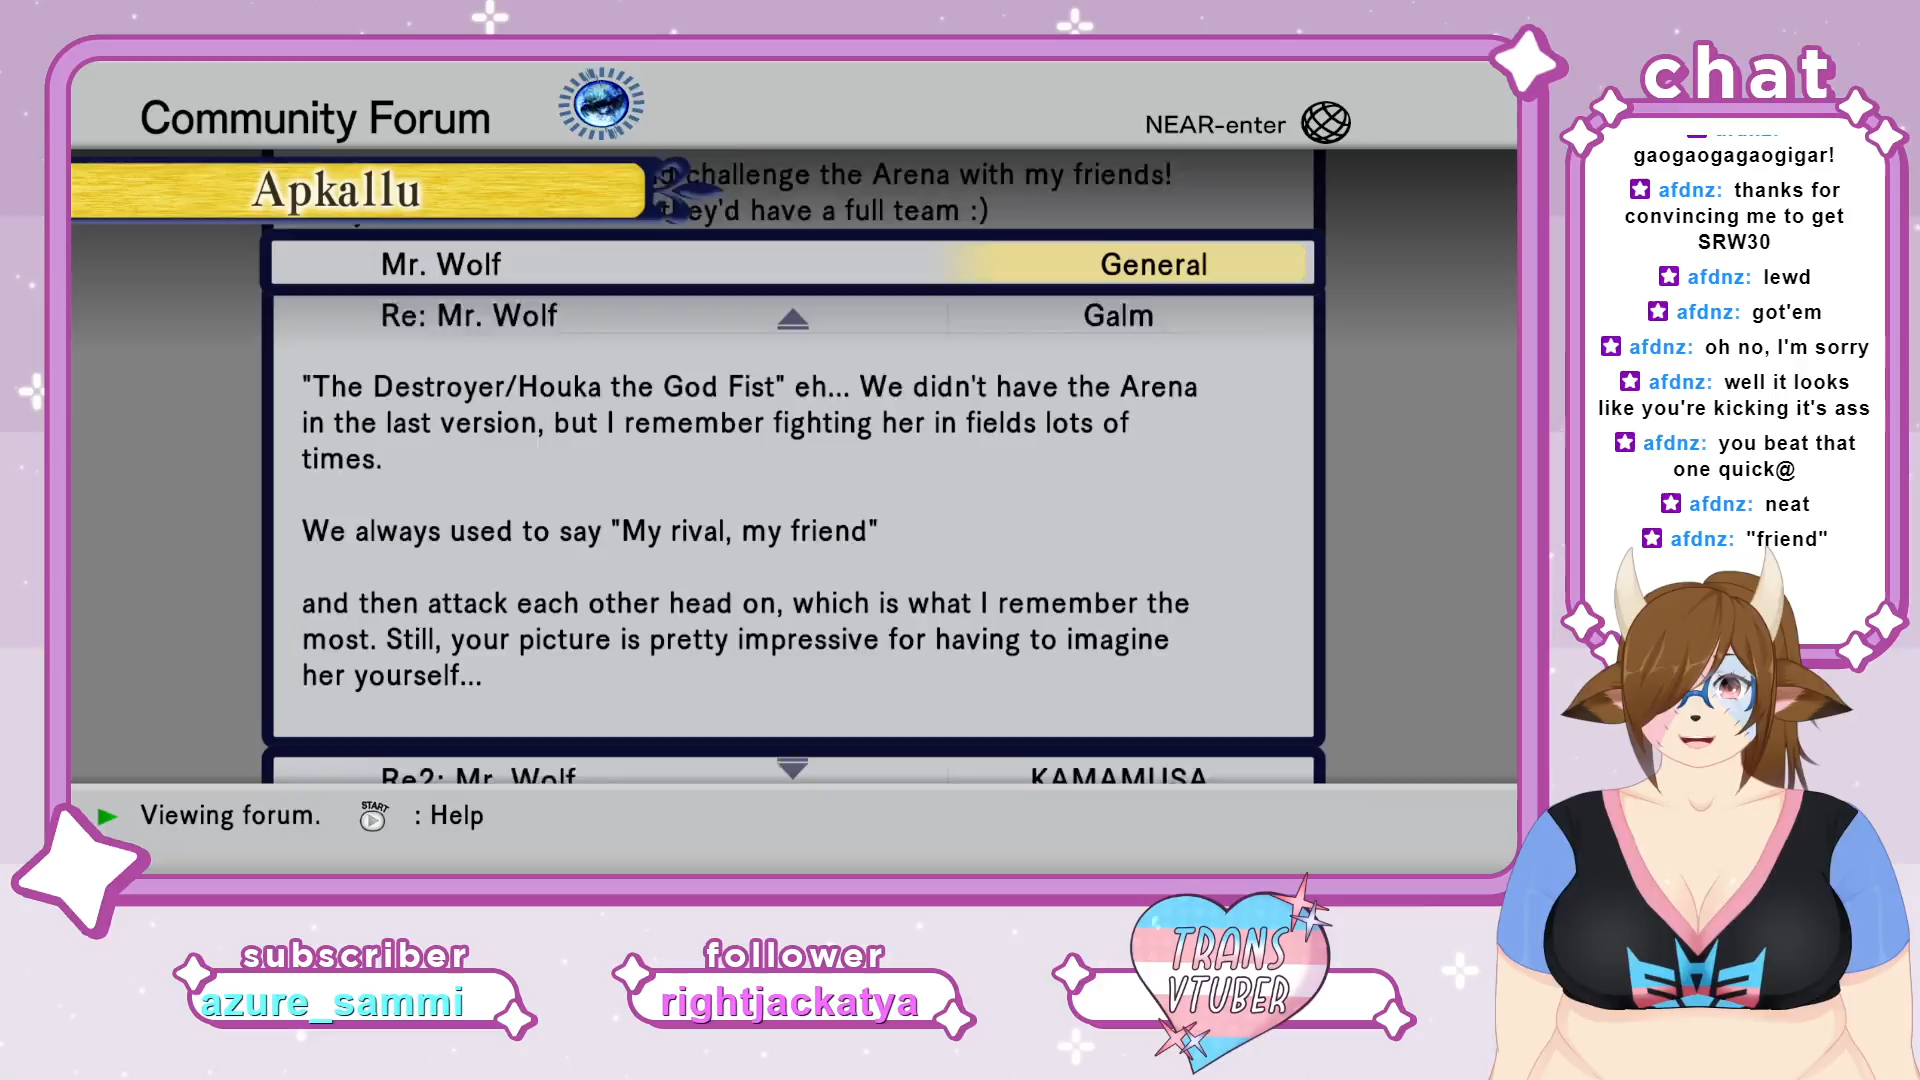 Community Forum
NEAR-enter
Apkallu
challenge the Arena with my friends!
they'd have a full team :)
Mr. Wolf
General
Re: Mr. Wolf
Galm
"The Destroyer/Houka the God Fist" eh... We didn't have the Arena
in the last version, but I remember fighting her in fields lots of
times.
We always used to say "My rival, my friend"
and then attack each other head on, which is what I remember the
most. Still, your picture is pretty impressive for having to imagine
her yourself...
Re2: Mr. Wolf
KAMAMUSA
Viewing forum.
START
: Help
chat
gaogaogagaogigar!
afdnz: thanks for
convincing me to get
SRW30
afdnz: lewd
afdnz: got'em
afdnz: oh no, I'm sorry
afdnz: well it looks
like you're kicking it's ass
afdnz: you beat that
one quick@
afdnz: neat
afdnz: "friend"
subscriber
azure_sammi
follower
rightjackatya
TRANS
VTUBER